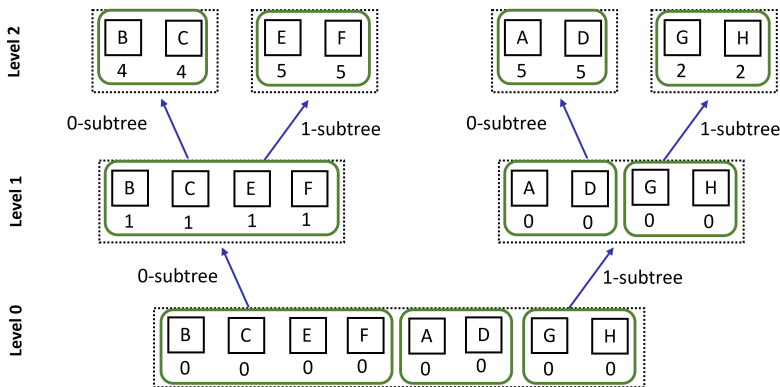 Level 2
B C E F A D G H
4 4 5 5 5 5 2 2
0-subtree 1-subtree 0-subtree 1-subtree
Level 1
B C E F A D G H
1 1 1 1 0 0 0 0
0-subtree 1-subtree
Level 0
B C E F A D G H
0 0 0 0 0 0 0 0